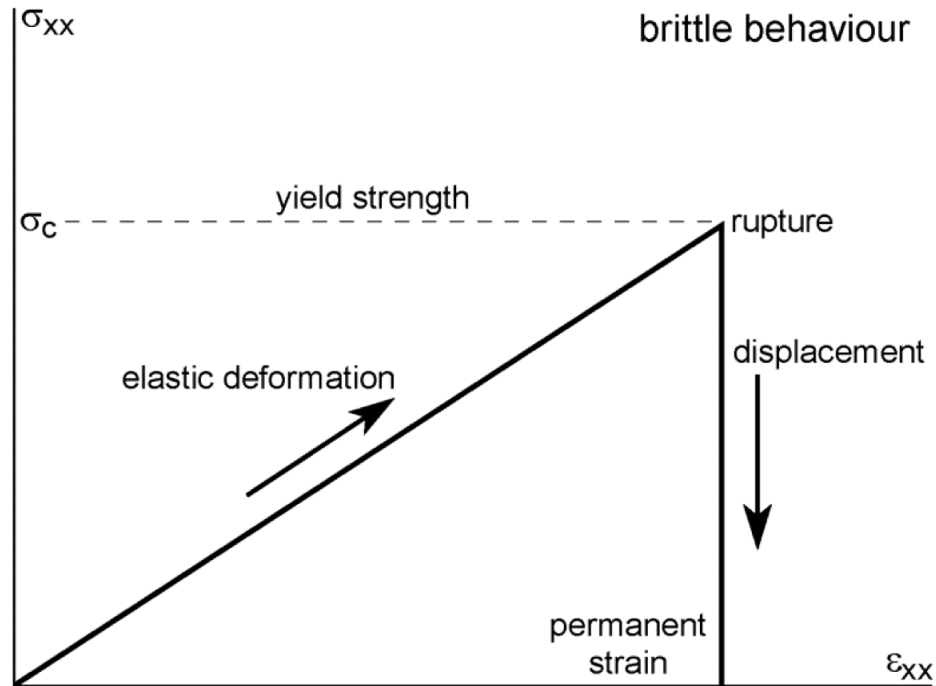 σxx
brittle behaviour
yield strength
σc
rupture
displacement
elastic deformation
permanent
strain
εxx